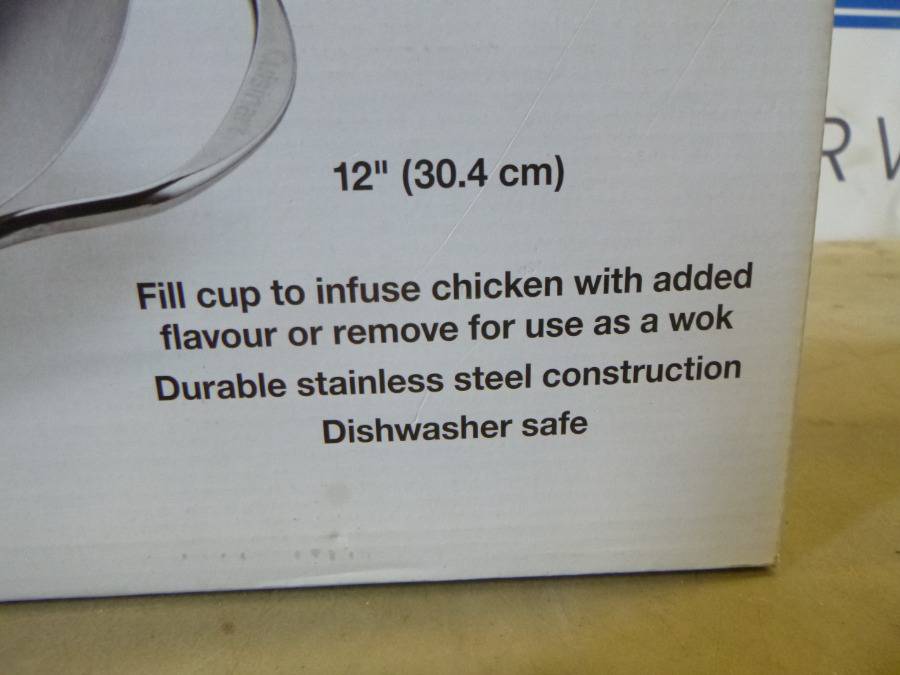 Cuisinart
12" (30.4 cm)
Fill cup to infuse chicken with added
flavour or remove for use as a wok
Durable stainless steel construction
Dishwasher safe
R V